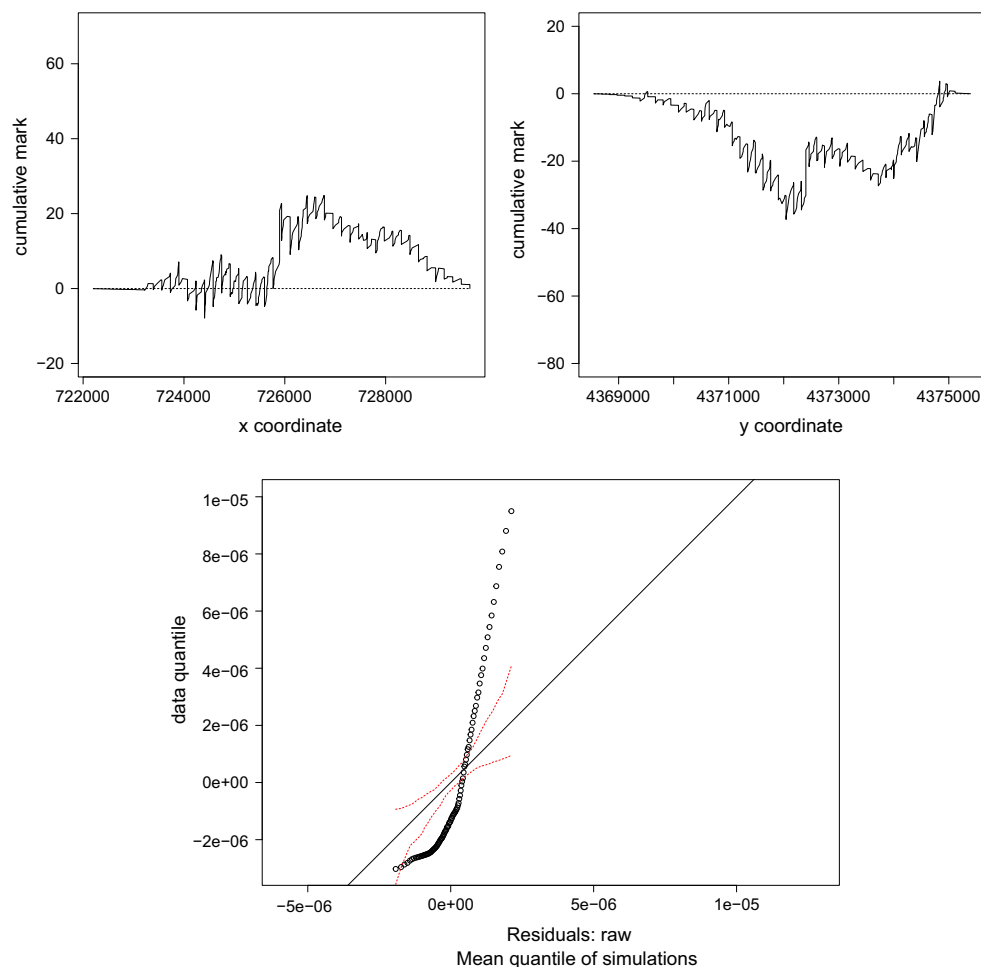 cumulative mark
60
40
20
0
−20
722000
724000
726000
728000
x coordinate
cumulative mark
20
0
−20
−40
−60
−80
4369000
4371000
4373000
4375000
y coordinate
data quantile
1e−05
8e−06
6e−06
4e−06
2e−06
0e+00
−2e−06
−5e−06
0e+00
5e−06
1e−05
Residuals: raw
Mean quantile of simulations